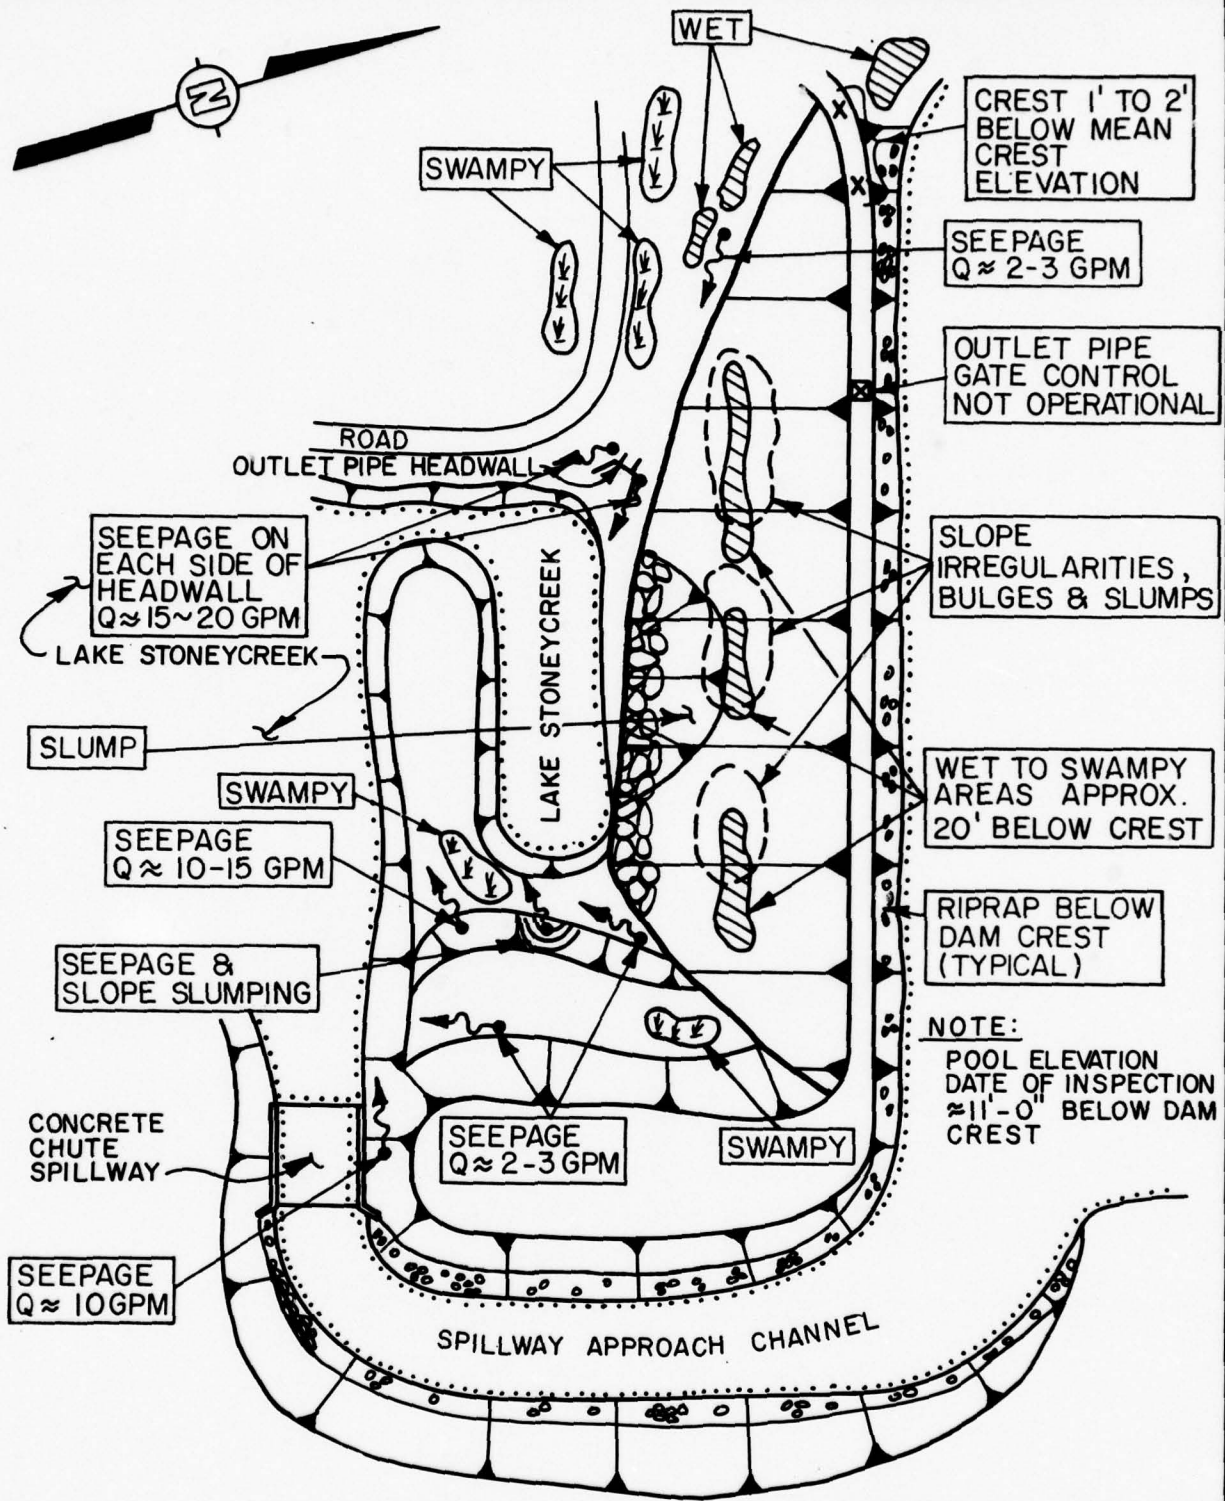 WET
N
CREST 1' TO 2'
BELOW MEAN
CREST
ELEVATION
SWAMPY
SEEPAGE
Q ≈ 2-3 GPM
OUTLET PIPE
GATE CONTROL
NOT OPERATIONAL
ROAD
OUTLET PIPE HEADWALL
SEEPAGE ON
EACH SIDE OF
HEADWALL
Q ≈ 15~20 GPM
SLOPE
IRREGULARITIES,
BULGES & SLUMPS
LAKE STONEYCREEK
LAKE STONEYCREEK
SLUMP
SWAMPY
WET TO SWAMPY
AREAS APPROX.
20' BELOW CREST
SEEPAGE
Q ≈ 10-15 GPM
RIPRAP BELOW
DAM CREST
(TYPICAL)
SEEPAGE &
SLOPE SLUMPING
NOTE:
POOL ELEVATION
DATE OF INSPECTION
≈11'-0" BELOW DAM
CREST
CONCRETE
CHUTE
SPILLWAY
SEEPAGE
Q ≈ 2-3 GPM
SWAMPY
SEEPAGE
Q ≈ 10 GPM
SPILLWAY APPROACH CHANNEL